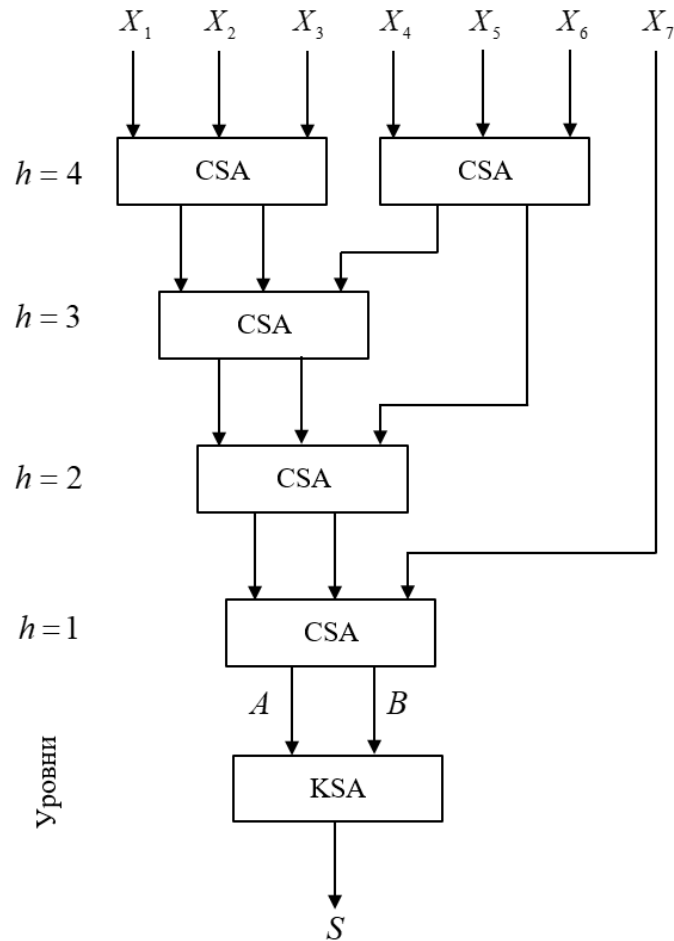 X₁ X₂ X₃ X₄ X₅ X₆ X₇
h = 4 CSA CSA
h = 3 CSA
h = 2 CSA
h = 1 CSA
A B
Уровни
KSA
S